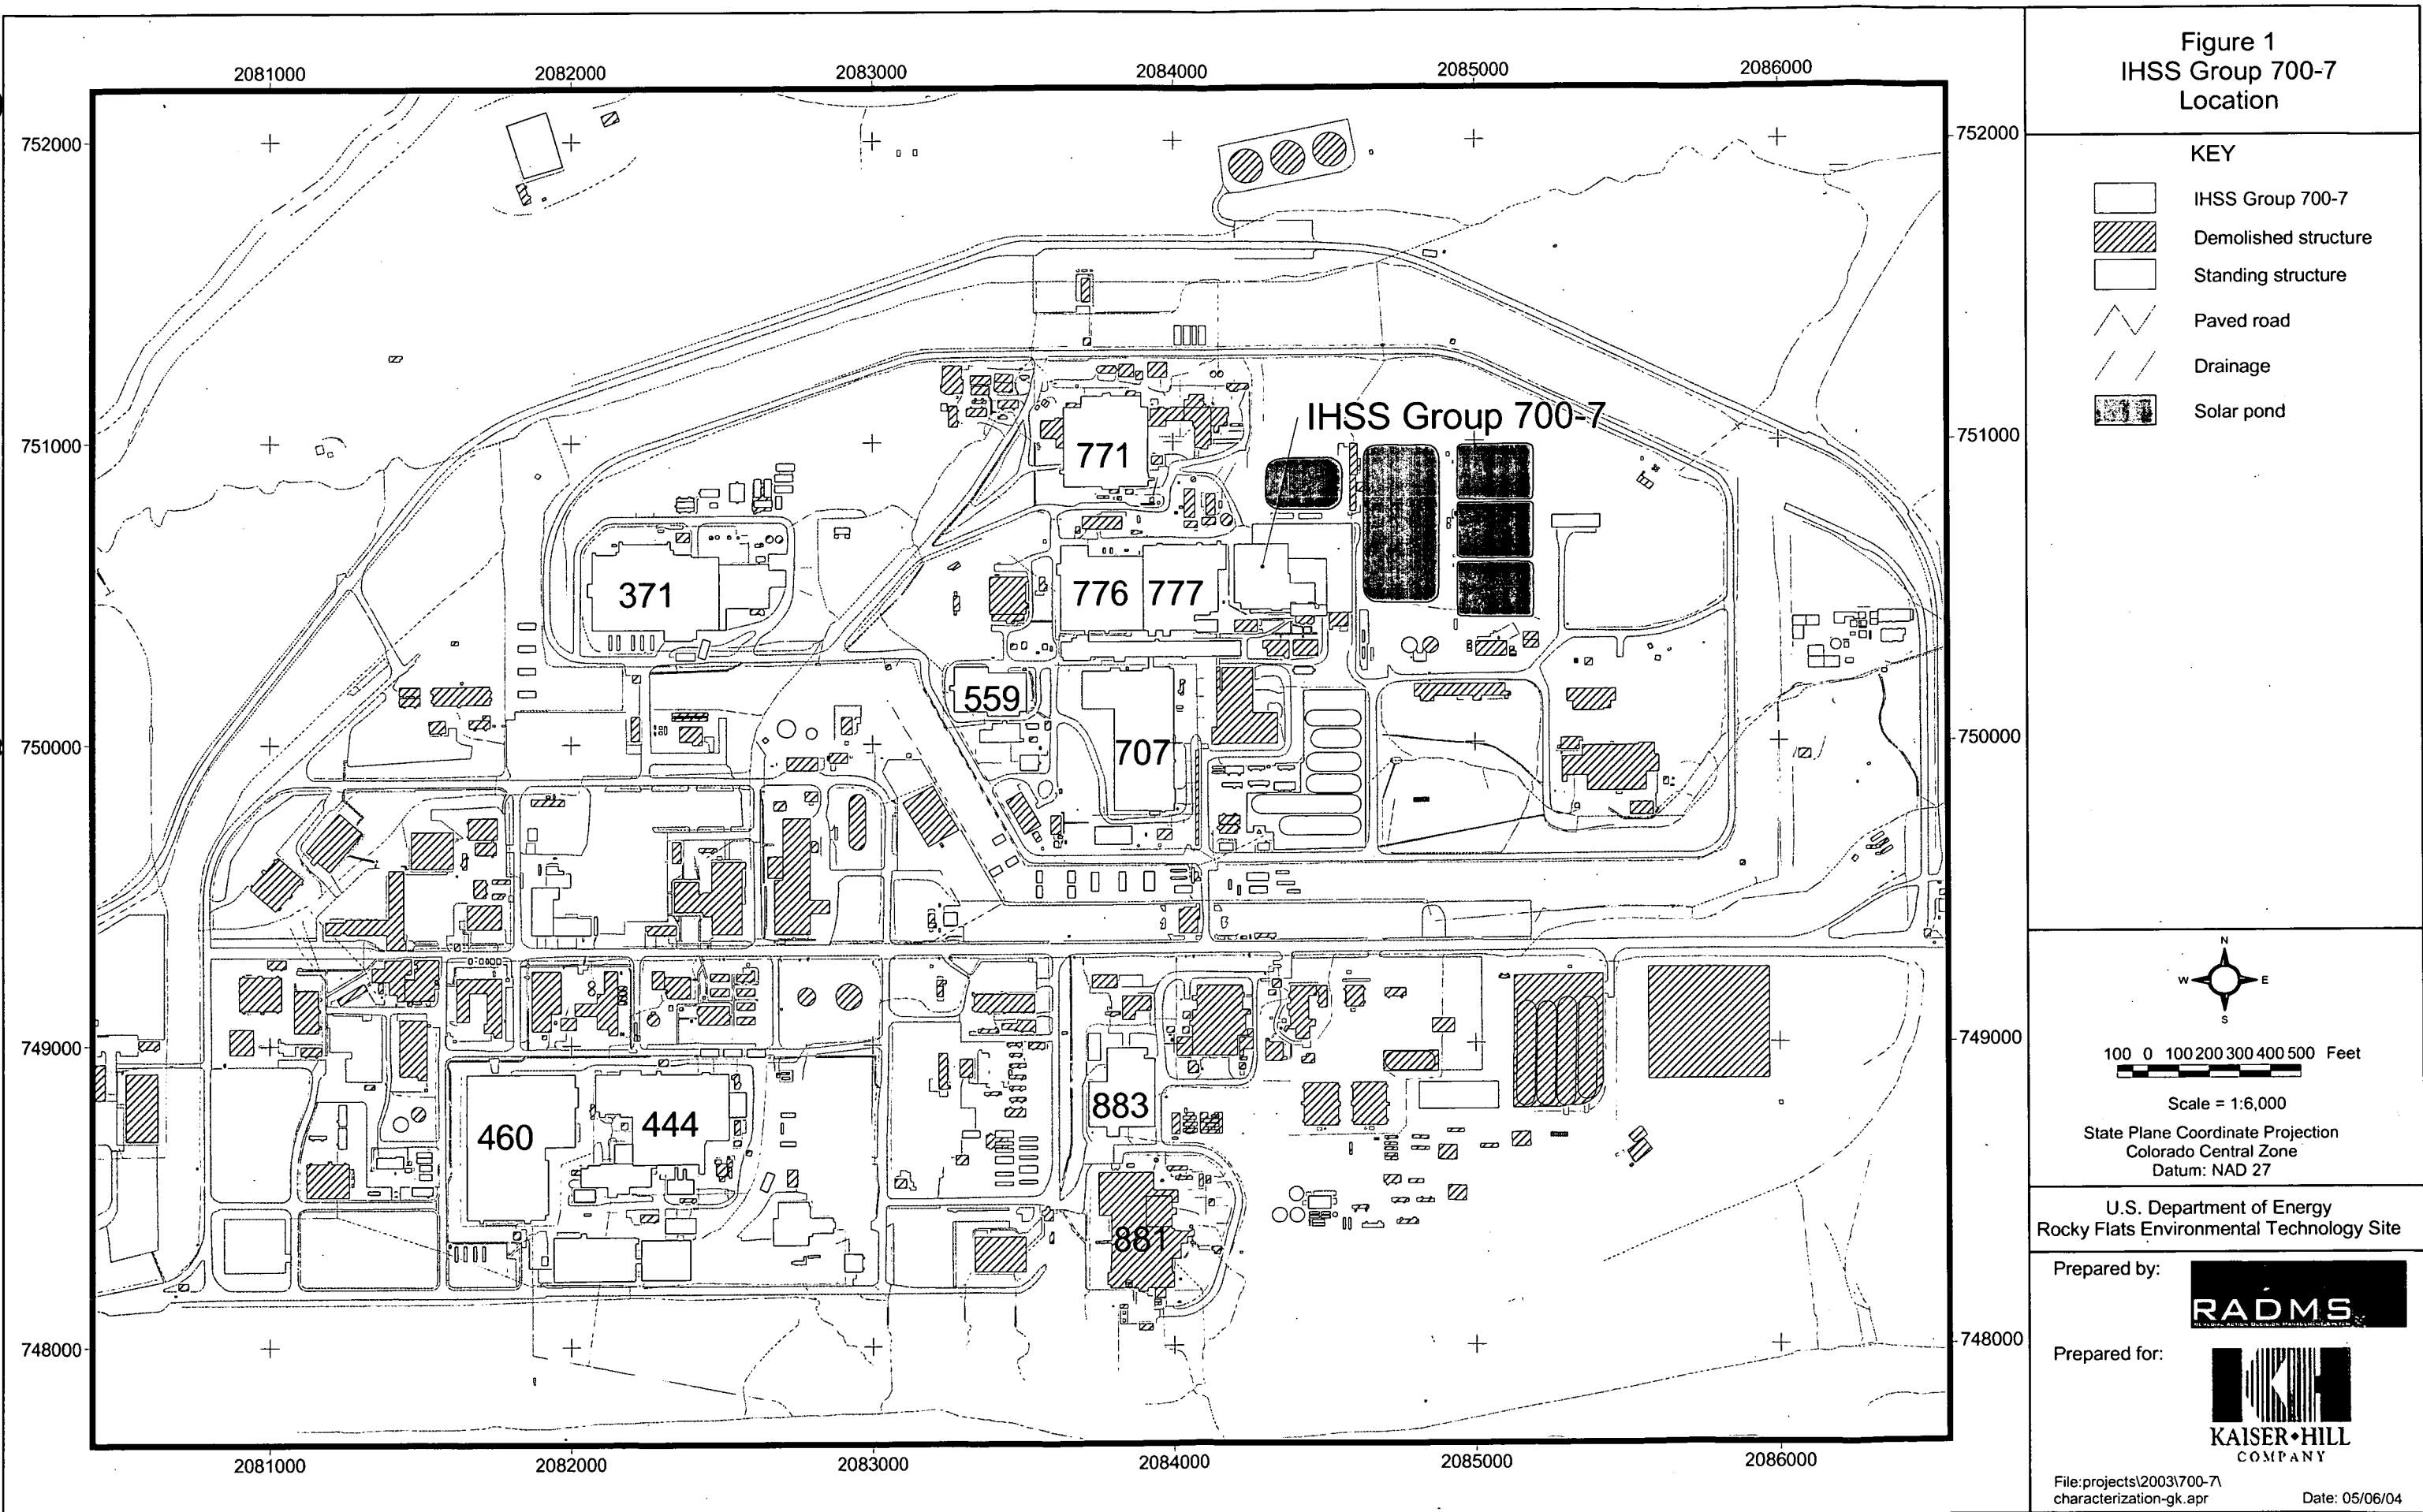 Figure 1
IHSS Group 700-7
Location
KEY
IHSS Group 700-7
Demolished structure
Standing structure
Paved road
Drainage
Solar pond
2081000 2082000 2083000 2084000 2085000 2086000
752000 752000
751000 751000
750000 750000
749000 749000
748000 748000
2081000 2082000 2083000 2084000 2085000 2086000
IHSS Group 700-7
771
371
776 777
559
707
460
444
883
881
N
W E
S
100 0 100 200 300 400 500 Feet
Scale = 1:6,000
State Plane Coordinate Projection
Colorado Central Zone
Datum: NAD 27
U.S. Department of Energy
Rocky Flats Environmental Technology Site
Prepared by:
RADMS
Prepared for:
KH
KAISER•HILL
COMPANY
File:projects\2003\700-7\
characterization-gk.apr
Date: 05/06/04